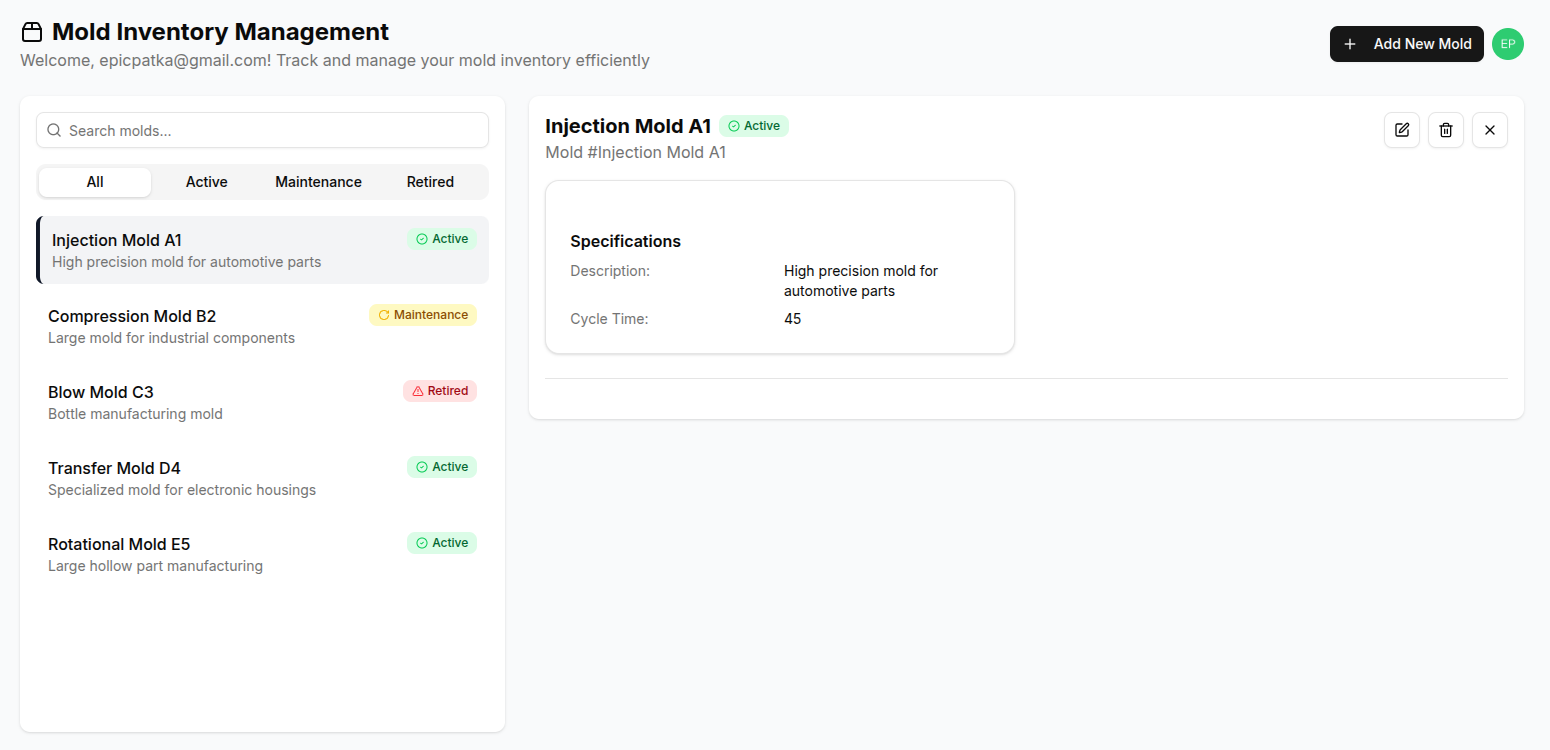 Mold Inventory Management
Welcome, epicpatka@gmail.com! Track and manage your mold inventory efficiently
Add New Mold
EP
Search molds...
All
Active
Maintenance
Retired
Injection Mold A1
Active
High precision mold for automotive parts
Compression Mold B2
Maintenance
Large mold for industrial components
Blow Mold C3
Retired
Bottle manufacturing mold
Transfer Mold D4
Active
Specialized mold for electronic housings
Rotational Mold E5
Active
Large hollow part manufacturing
Injection Mold A1
Active
Mold #Injection Mold A1
Specifications
Description:
High precision mold for
automotive parts
Cycle Time:
45